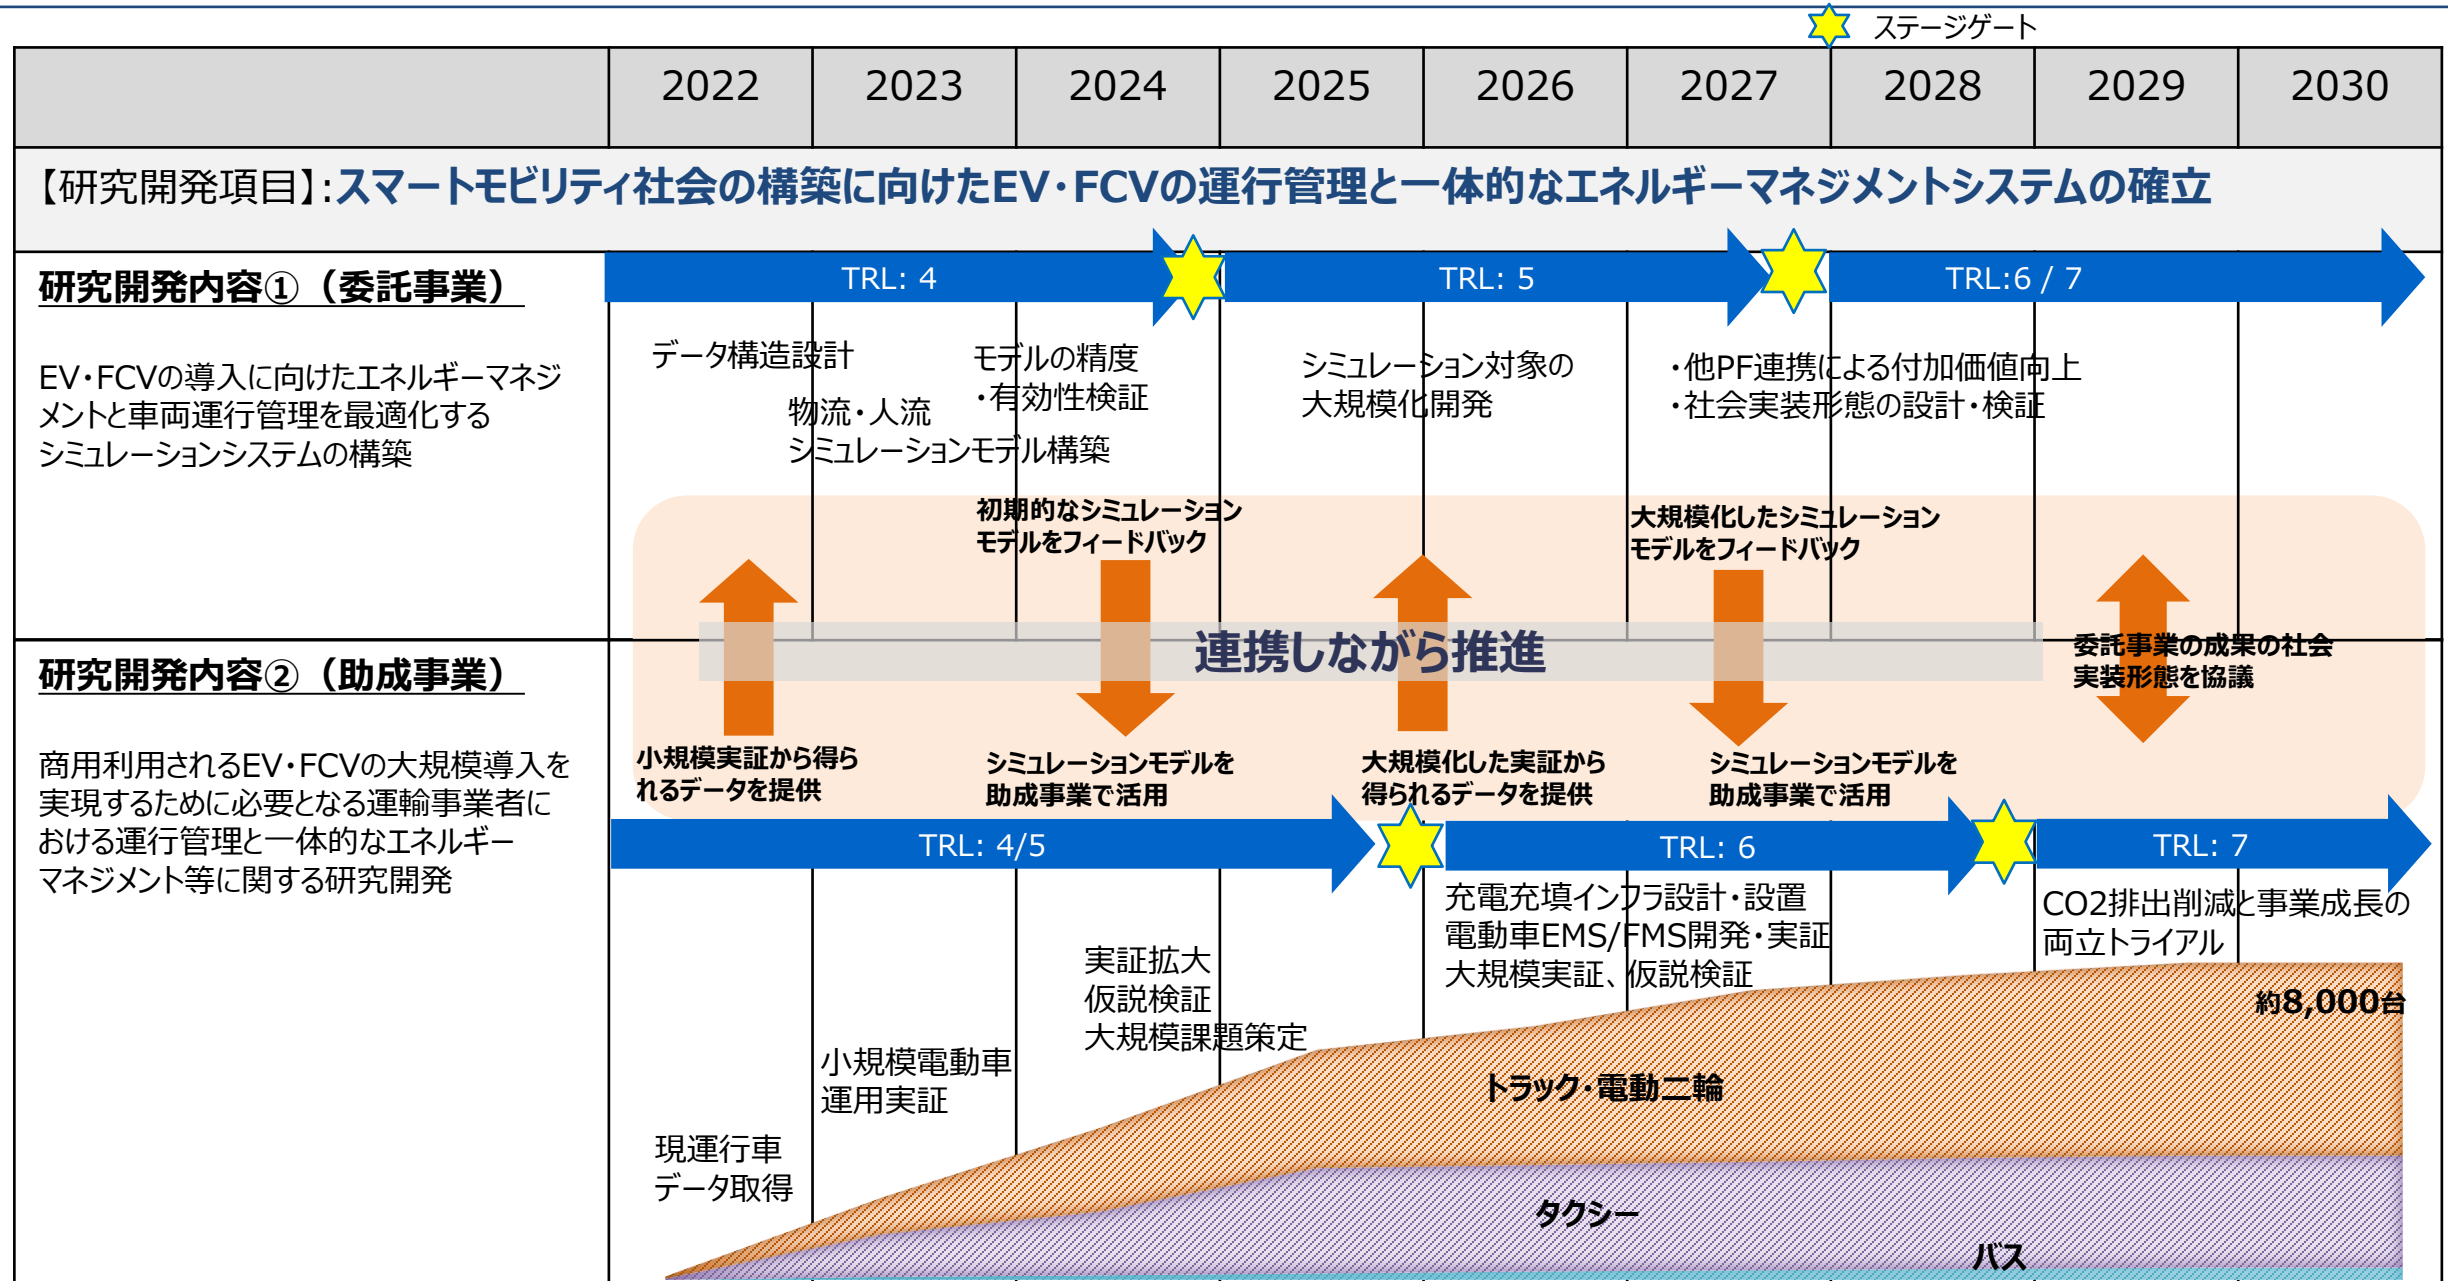 ステージゲート
2022 2023 2024 2025 2026 2027 2028 2029 2030
【研究開発項目】:スマートモビリティ社会の構築に向けたEV・FCVの運行管理と一体的なエネルギーマネジメントシステムの確立
研究開発内容①（委託事業）
EV・FCVの導入に向けたエネルギーマネジ
メントと車両運行管理を最適化する
シミュレーションシステムの構築
TRL: 4
TRL: 5
TRL:6 / 7
データ構造設計
物流・人流
シミュレーションモデル構築
モデルの精度
・有効性検証
シミュレーション対象の
大規模化開発
・他PF連携による付加価値向上
・社会実装形態の設計・検証
初期的なシミュレーション
モデルをフィードバック
大規模化したシミュレーション
モデルをフィードバック
連携しながら推進
委託事業の成果の社会
実装形態を協議
小規模実証から得ら
れるデータを提供
シミュレーションモデルを
助成事業で活用
大規模化した実証から
得られるデータを提供
シミュレーションモデルを
助成事業で活用
研究開発内容②（助成事業）
商用利用されるEV・FCVの大規模導入を
実現するために必要となる運輸事業者に
おける運行管理と一体的なエネルギー
マネジメント等に関する研究開発
TRL: 4/5
TRL: 6
TRL: 7
現運行車
データ取得
小規模電動車
運用実証
実証拡大
仮説検証
大規模課題策定
充電充填インフラ設計・設置
電動車EMS/FMS開発・実証
大規模実証、仮説検証
CO2排出削減と事業成長の
両立トライアル
約8,000台
トラック・電動二輪
タクシー
バス